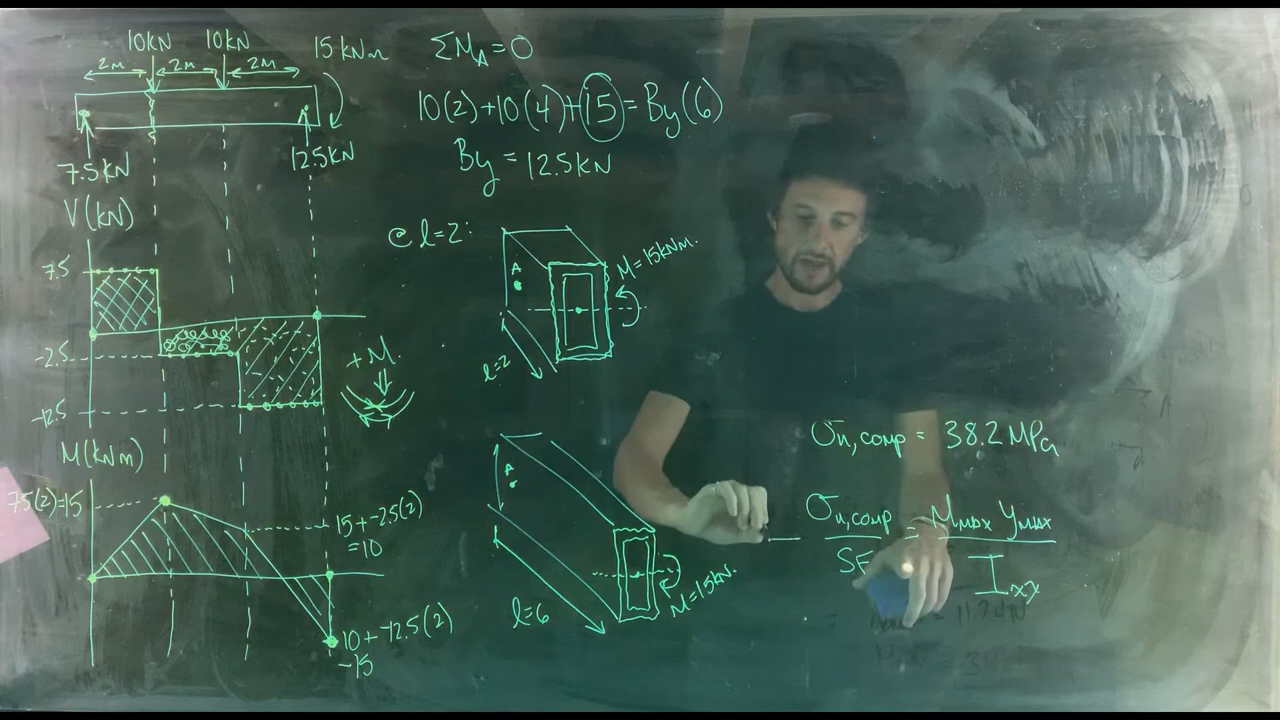 10kN 10kN 15 kNm
2m 2m 2m
7.5kN 12.5kN
V(kN)
7.5
-2.5
-12.5
+M
M(kNm)
7.5(2)=15
15+-2.5(2)
=10
10+-12.5(2)
-15
ΣM_A=0
10(2)+10(4)+15=By(6)
By=12.5kN
@ l=2:
A
M=15kNm.
l=2
A
M=15kN.
l=6
σu,comp = 38.2 MPa
- σu,comp / SF = Mmax ymax / Ixx